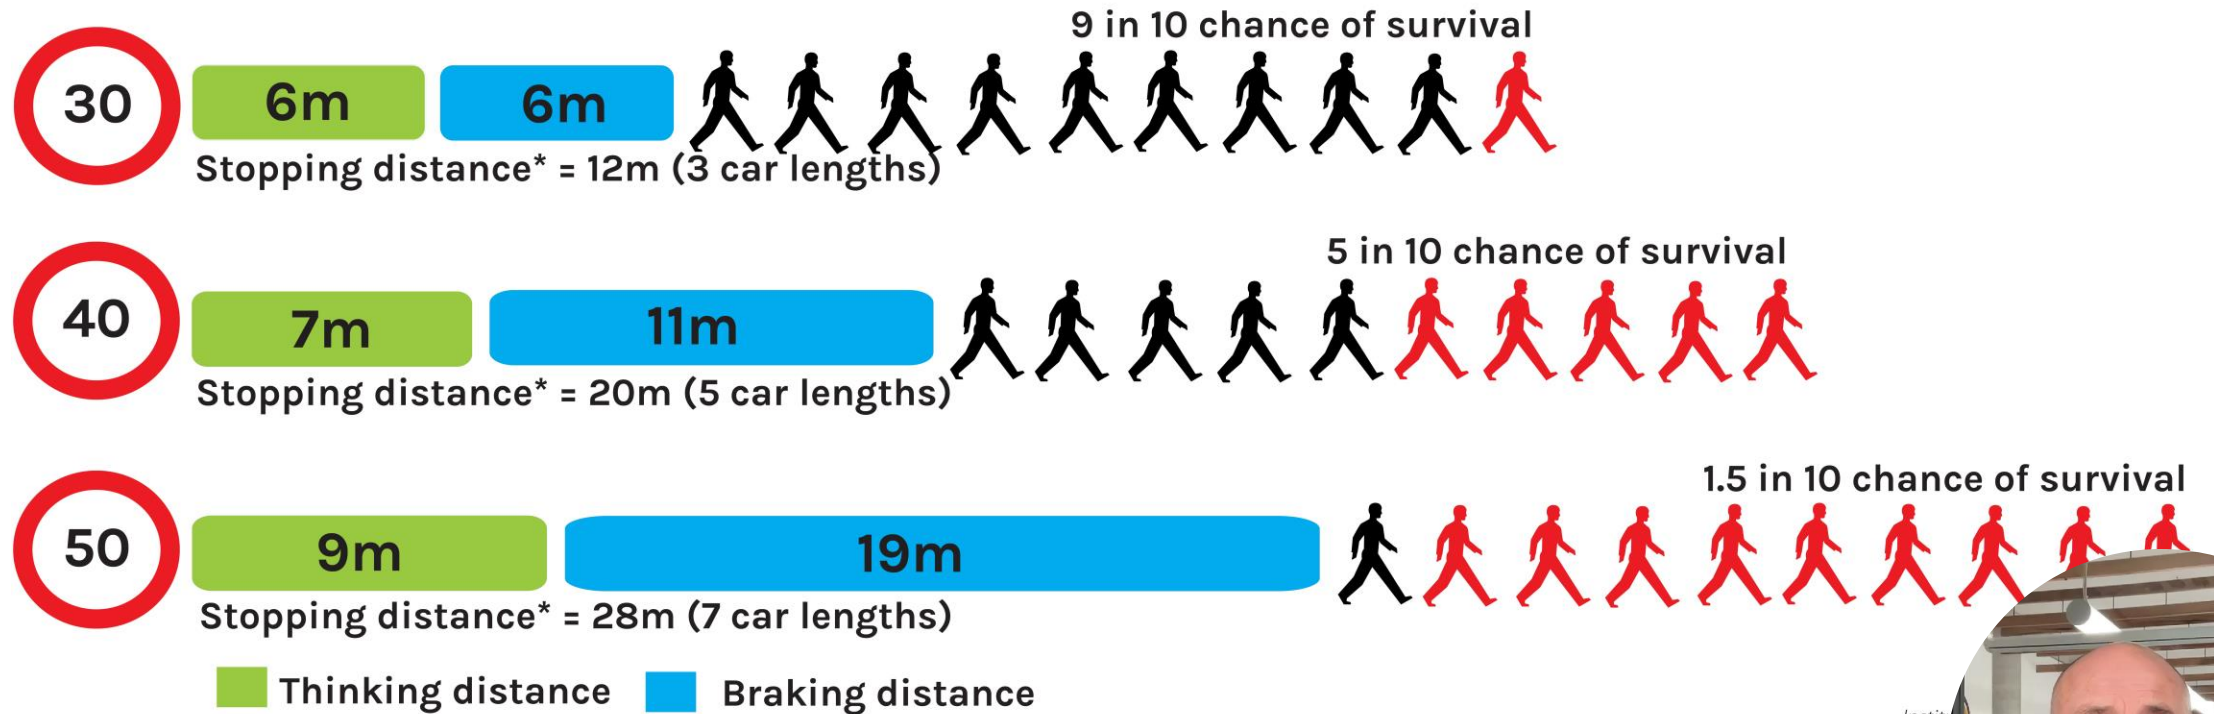 9 in 10 chance of survival
30
6m
6m
Stopping distance* = 12m (3 car lengths)
5 in 10 chance of survival
40
7m
11m
Stopping distance* = 20m (5 car lengths)
1.5 in 10 chance of survival
50
9m
19m
Stopping distance* = 28m (7 car lengths)
Thinking distance
Braking distance